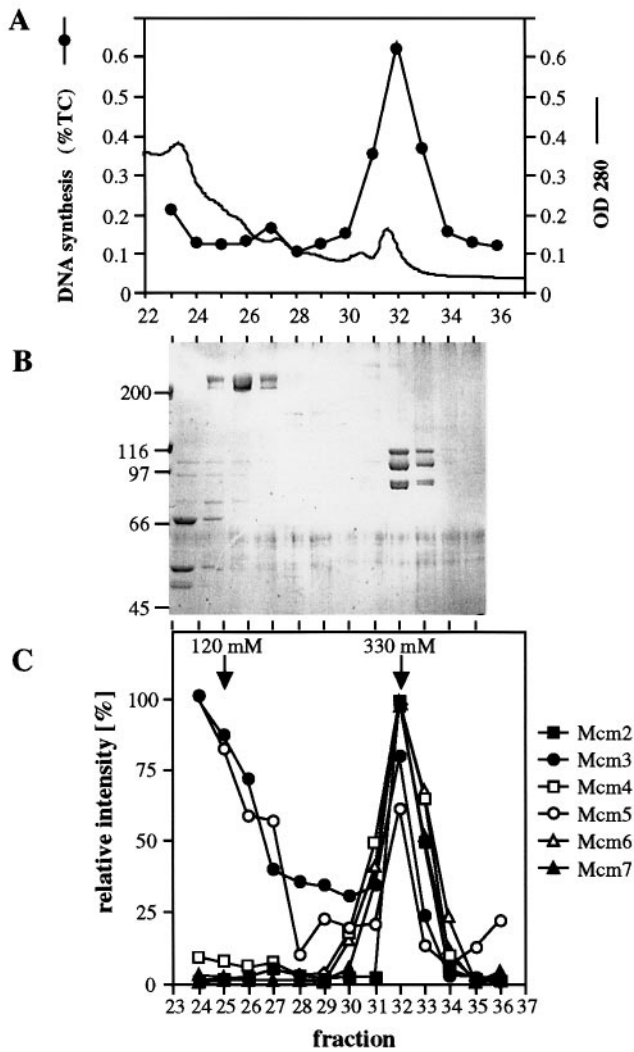 A
DNA synthesis (%TC)
0.6
0.5
0.4
0.3
0.2
0.1
0
0.6
0.5
0.4
0.3
0.2
0.1
0
OD 280
22 24 26 28 30 32 34 36
B
200
116
97
66
45
C
120 mM 330 mM
relative intensity [%]
100
75
50
25
0
Mcm2
Mcm3
Mcm4
Mcm5
Mcm6
Mcm7
23 24 25 26 27 28 29 30 31 32 33 34 35 36 37
fraction